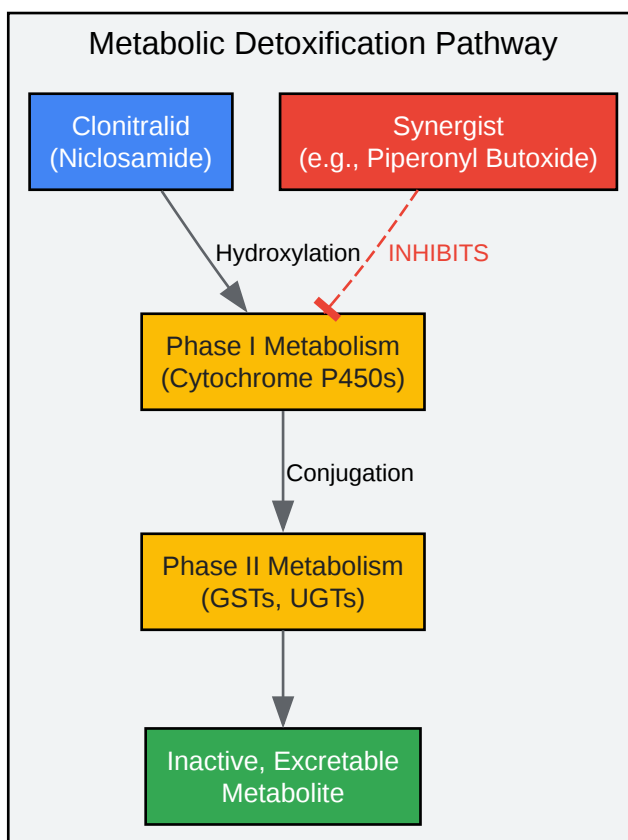 Metabolic Detoxification Pathway
Clonitralid
(Niclosamide)
Synergist
(e.g., Piperonyl Butoxide)
Hydroxylation
INHIBITS
Phase I Metabolism
(Cytochrome P450s)
Conjugation
Phase II Metabolism
(GSTs, UGTs)
Inactive, Excretable
Metabolite